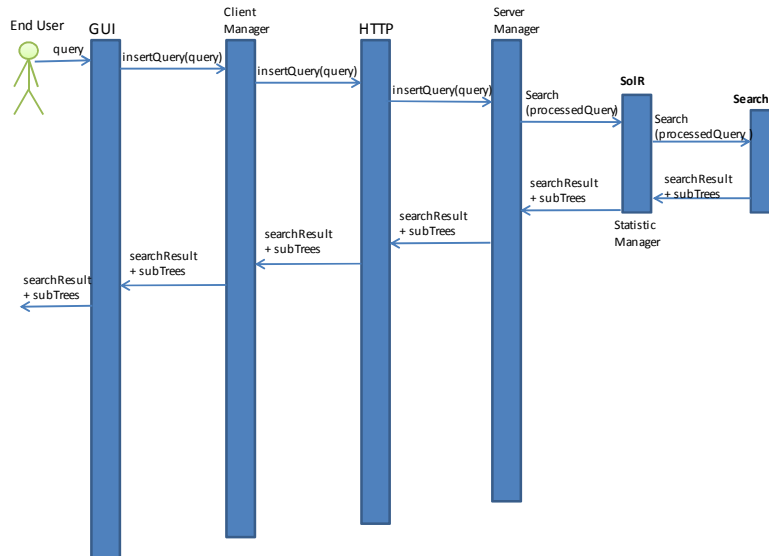 End User
GUI
Client
Manager
HTTP
Server
Manager
SolR
Search
query
insertQuery(query)
insertQuery(query)
insertQuery(query)
Search
(processedQuery)
Search
(processedQuery )
searchResult
+ subTrees
searchResult
+ subTrees
searchResult
+ subTrees
searchResult
+ subTrees
searchResult
+ subTrees
searchResult
+ subTrees
Statistic
Manager